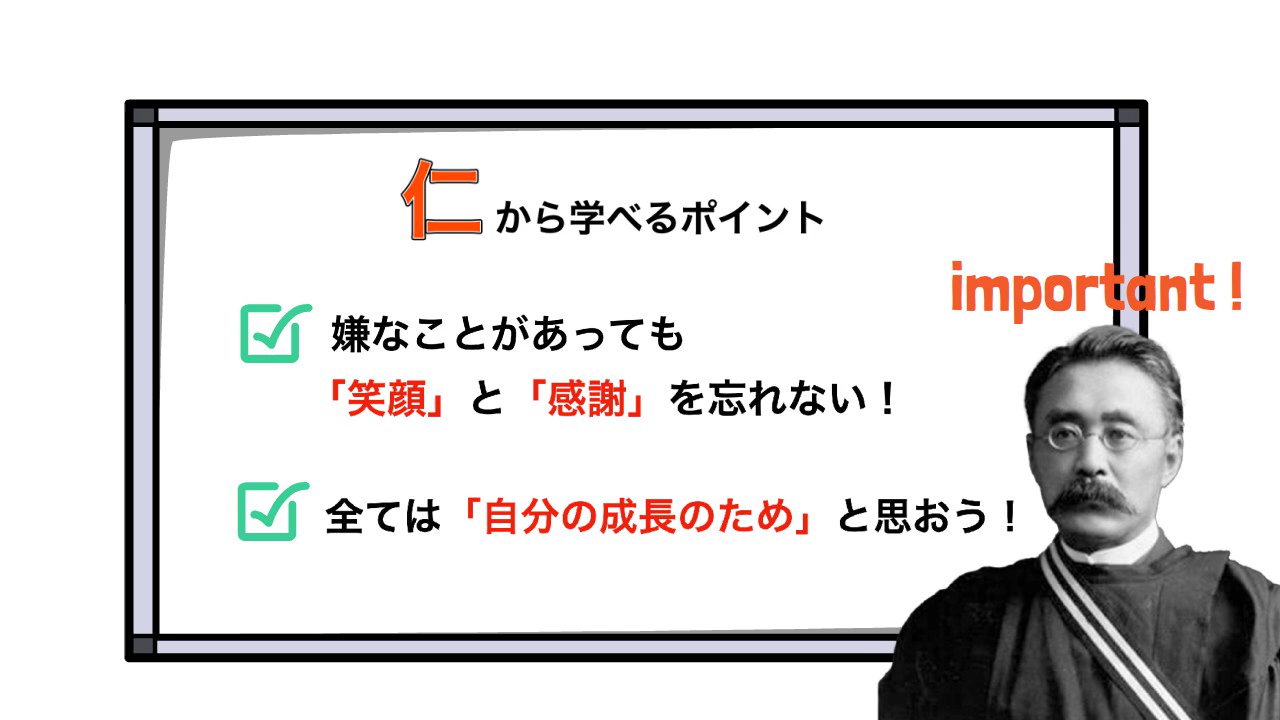 仁から学べるポイント
important!
嫌なことがあっても
「笑顔」と「感謝」を忘れない!
全ては「自分の成長のため」と思おう!